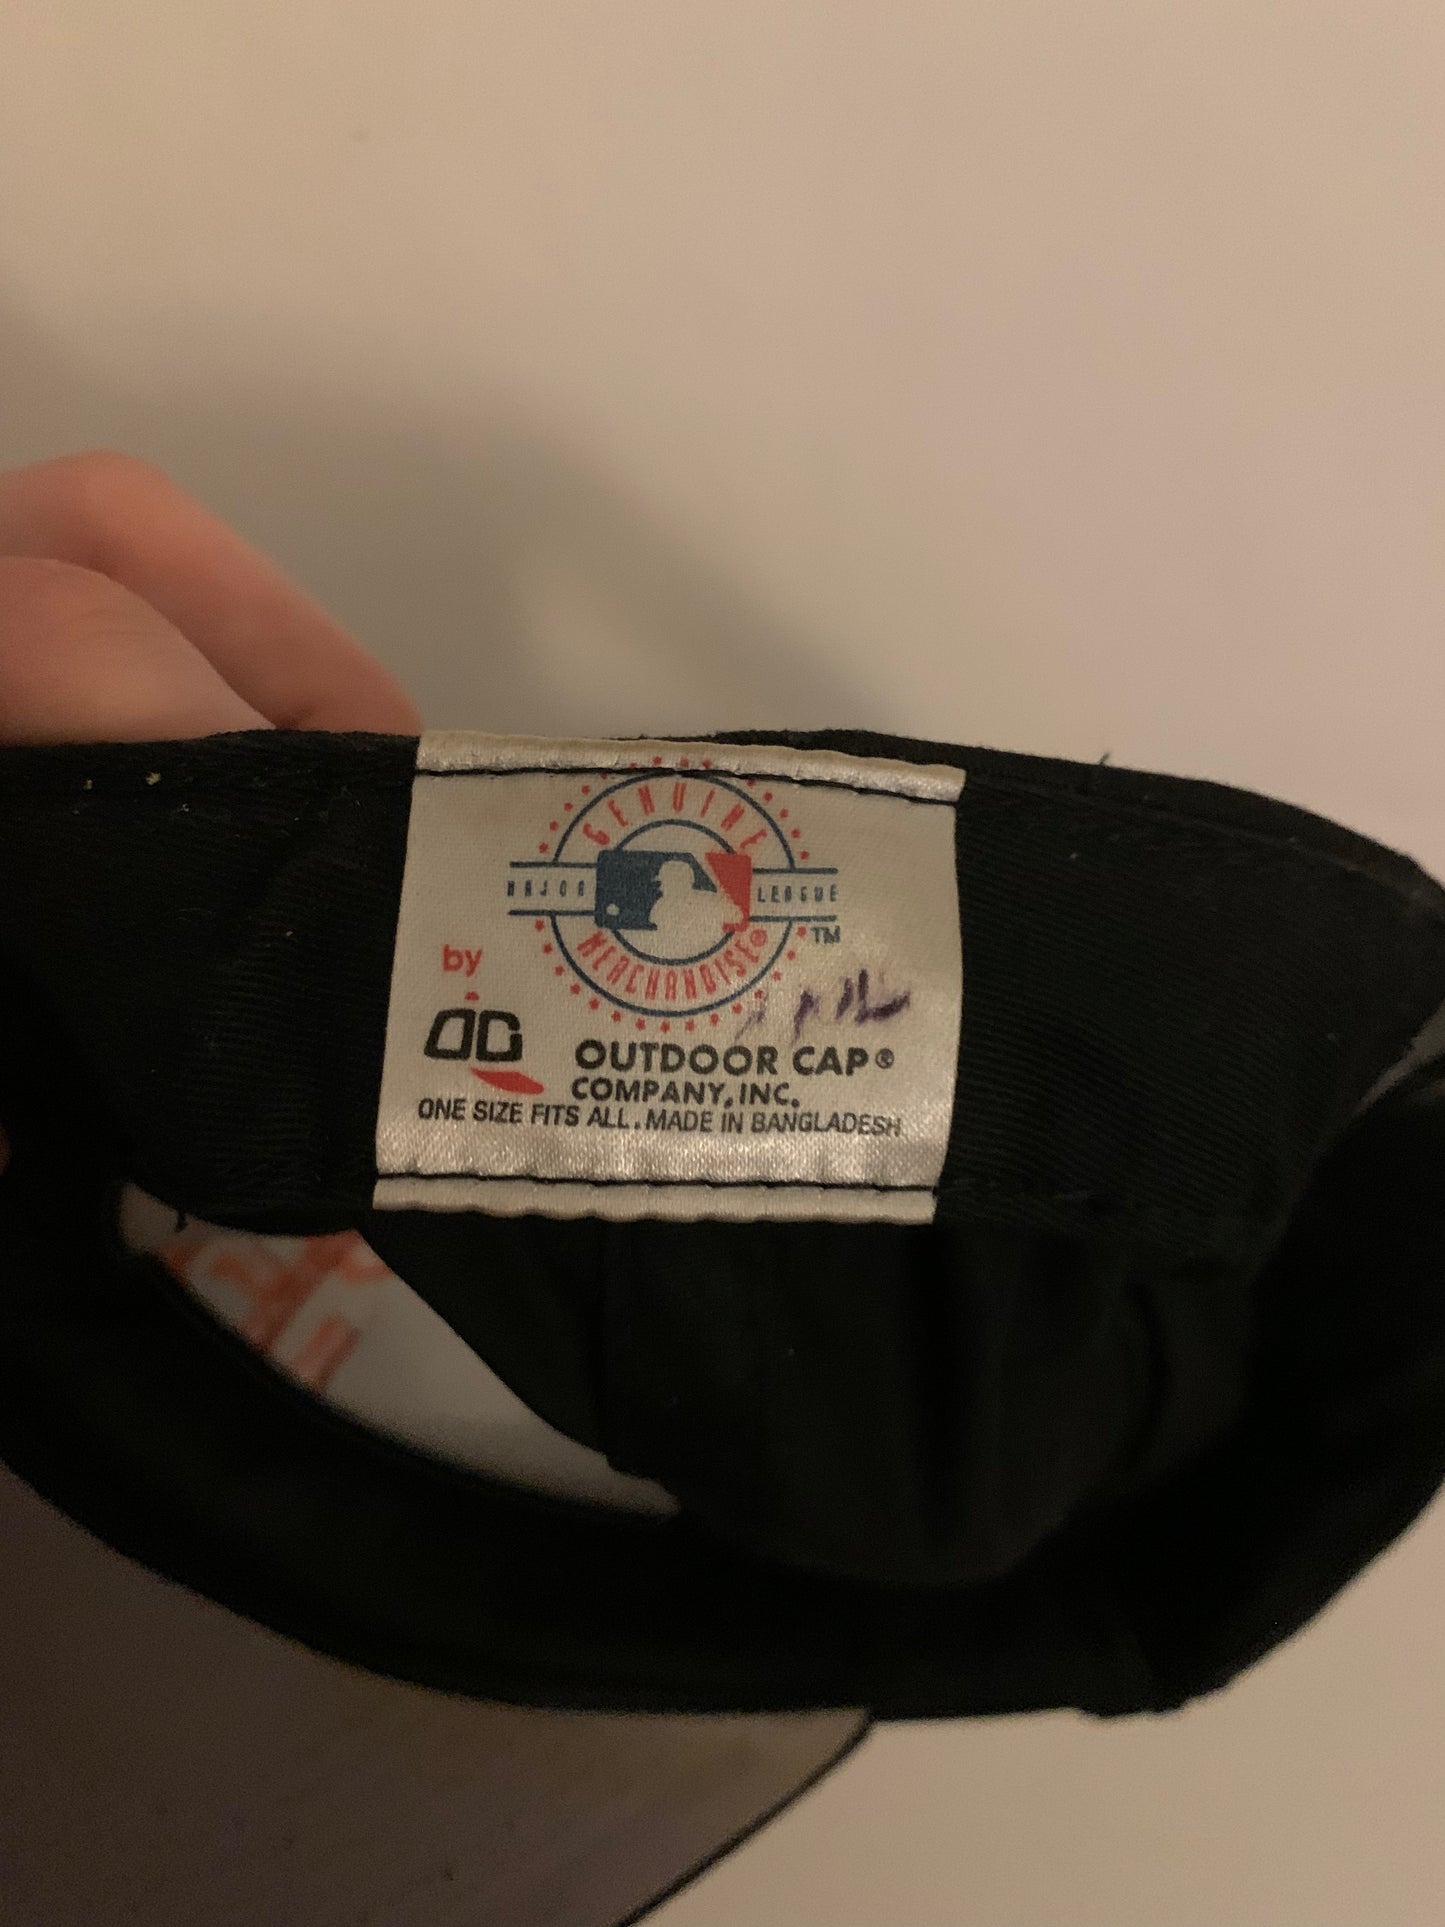 GENUINE
MAJOR LEAGUE
MERCHANDISE®
TM
by
OC
OUTDOOR CAP®
COMPANY, INC.
ONE SIZE FITS ALL. MADE IN BANGLADESH